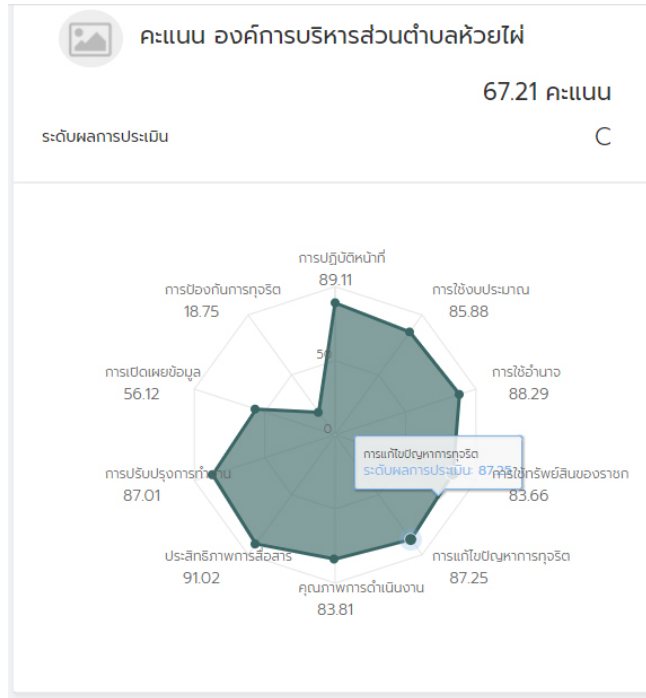 คะแนน องค์การบริหารส่วนตำบลห้วยไผ่
67.21 คะแนน
ระดับผลการประเมิน C
การปฏิบัติหน้าที่
89.11
การป้องกันการทุจริต
18.75
การใช้งบประมาณ
85.88
50
การเปิดเผยข้อมูล
56.12
การใช้อำนาจ
88.29
0
การแก้ไขปัญหาการทุจริต
ระดับผลการประเมิน: 87.25
การปรับปรุงการทำงาน
87.01
การใช้ทรัพย์สินของราชก
83.66
ประสิทธิภาพการสื่อสาร
91.02
การแก้ไขปัญหาการทุจริต
87.25
คุณภาพการดำเนินงาน
83.81